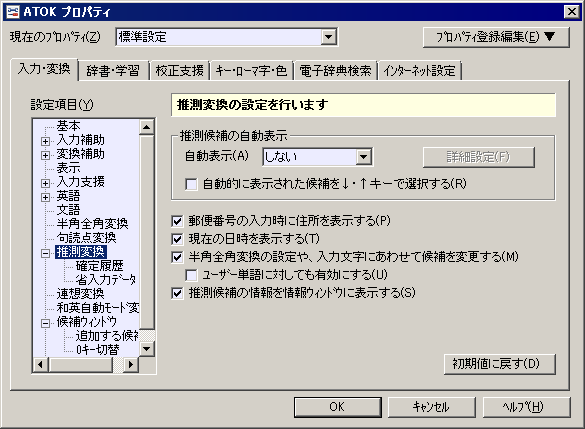 ATOK プロパティ
現在のプロパティ(Z)
標準設定
プロパティ登録編集(E)▼
入力・変換
辞書・学習
校正支援
キー・ローマ字・色
電子辞典検索
インターネット設定
設定項目(Y)
基本
入力補助
変換補助
表示
入力支援
英語
文語
半角全角変換
句読点変換
推測変換
確定履歴
省入力データ
連想変換
和英自動モード変
候補ウィンドウ
追加する候
0キー切替
推測変換の設定を行います
推測候補の自動表示
自動表示(A)
しない
詳細設定(F)
自動的に表示された候補を↓・↑キーで選択する(R)
郵便番号の入力時に住所を表示する(P)
現在の日時を表示する(T)
半角全角変換の設定や、入力文字にあわせて候補を変更する(M)
ユーザー単語に対しても有効にする(U)
推測候補の情報を情報ウィンドウに表示する(S)
初期値に戻す(D)
OK
キャンセル
ヘルプ(H)